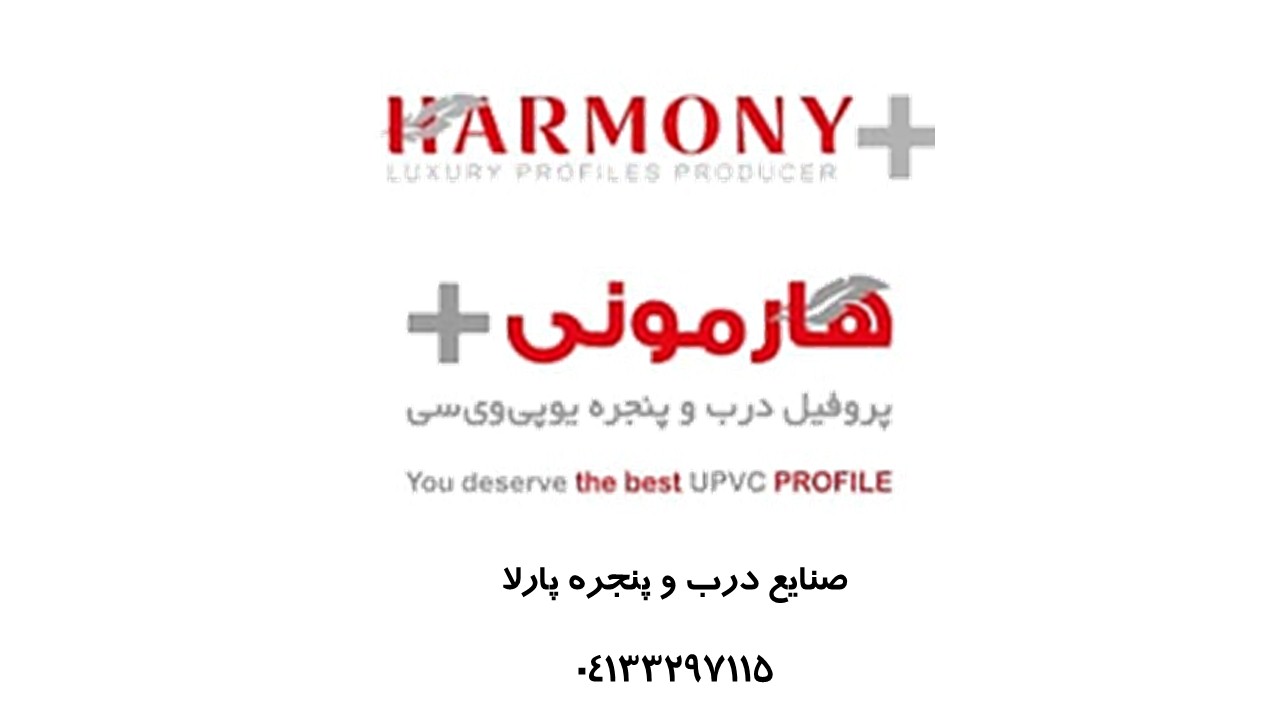 HARMONY+
LUXURY PROFILES PRODUCER
هارمونی+
پروفیل درب و پنجره یوپی‌وی‌سی
You deserve the best UPVC PROFILE
صنایع درب و پنجره پارلا
۰٤۱۳۳۲۹۷۱۱۵